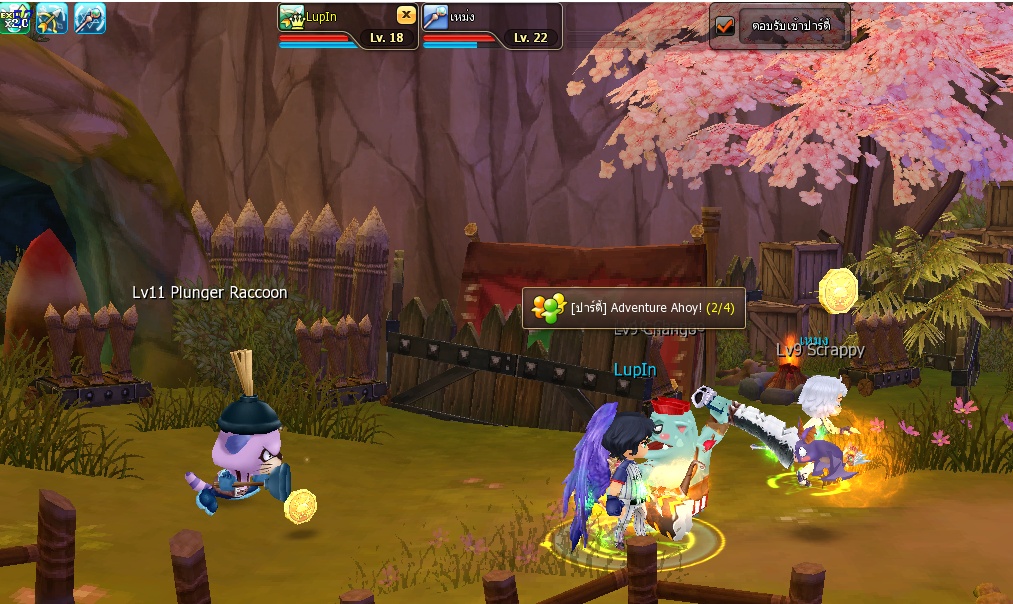 EXP
x2.0
LupIn
Lv. 18
เหม่ง
Lv. 22
ตอบรับเข้าปาร์ตี้
Lv11 Plunger Raccoon
[ปาร์ตี้] Adventure Ahoy! (2/4)
LupIn
เหม่ง
Lv9 Scrappy